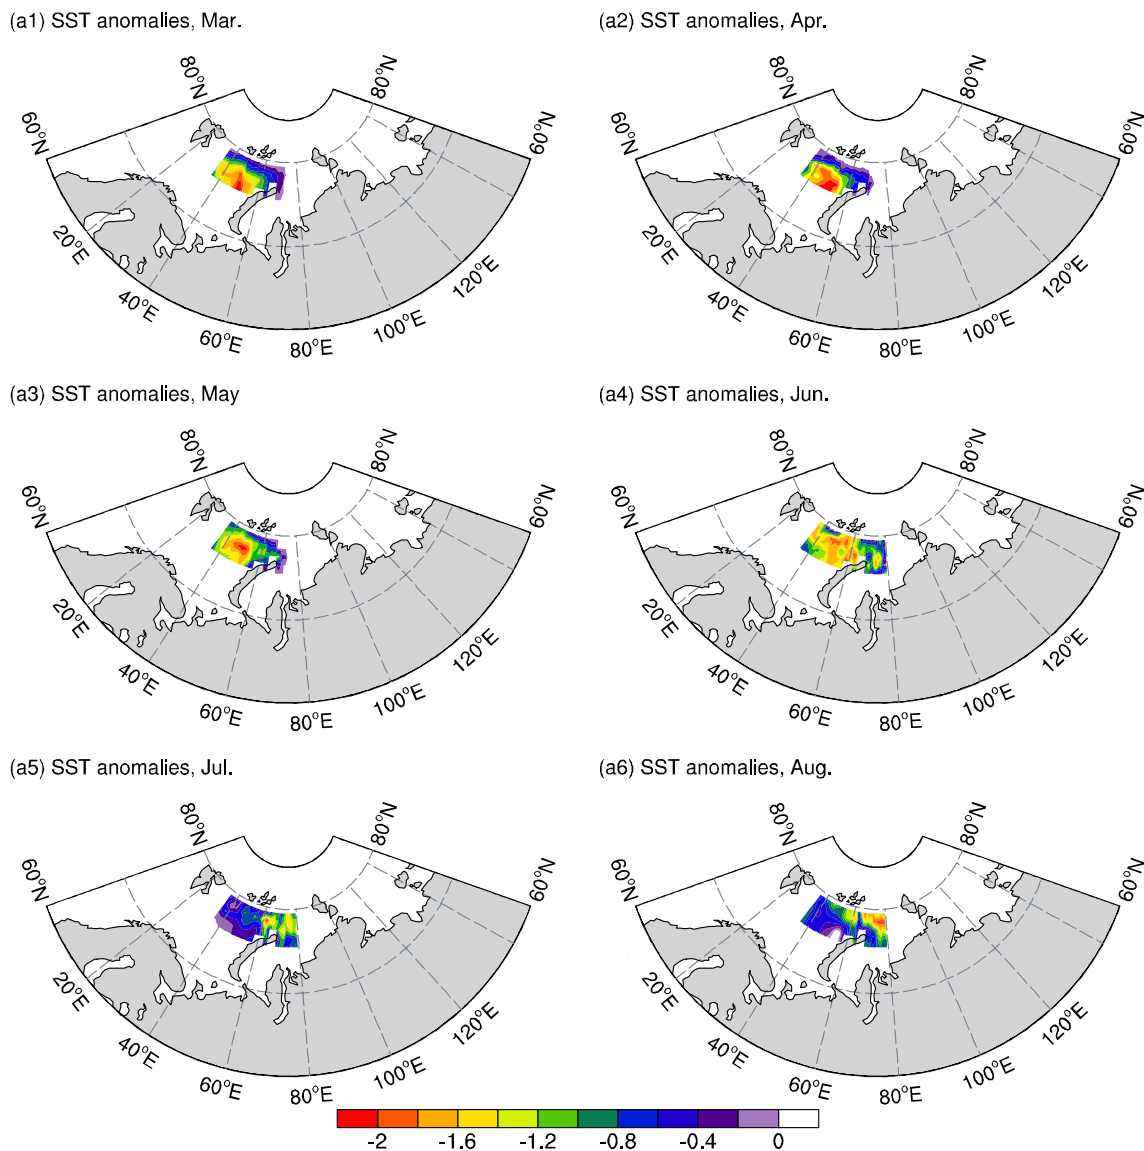 (a1) SST anomalies, Mar.
(a2) SST anomalies, Apr.
80°N 80°N
80°N 80°N
60°N 60°N
60°N 60°N
20°E 120°E
20°E 120°E
40°E 100°E
40°E 100°E
60°E 80°E
60°E 80°E
(a3) SST anomalies, May
(a4) SST anomalies, Jun.
80°N 80°N
80°N 80°N
60°N 60°N
60°N 60°N
20°E 120°E
20°E 120°E
40°E 100°E
40°E 100°E
60°E 80°E
60°E 80°E
(a5) SST anomalies, Jul.
(a6) SST anomalies, Aug.
80°N 80°N
80°N 80°N
60°N 60°N
60°N 60°N
20°E 120°E
20°E 120°E
40°E 100°E
40°E 100°E
60°E 80°E
60°E 80°E
-2 -1.6 -1.2 -0.8 -0.4 0